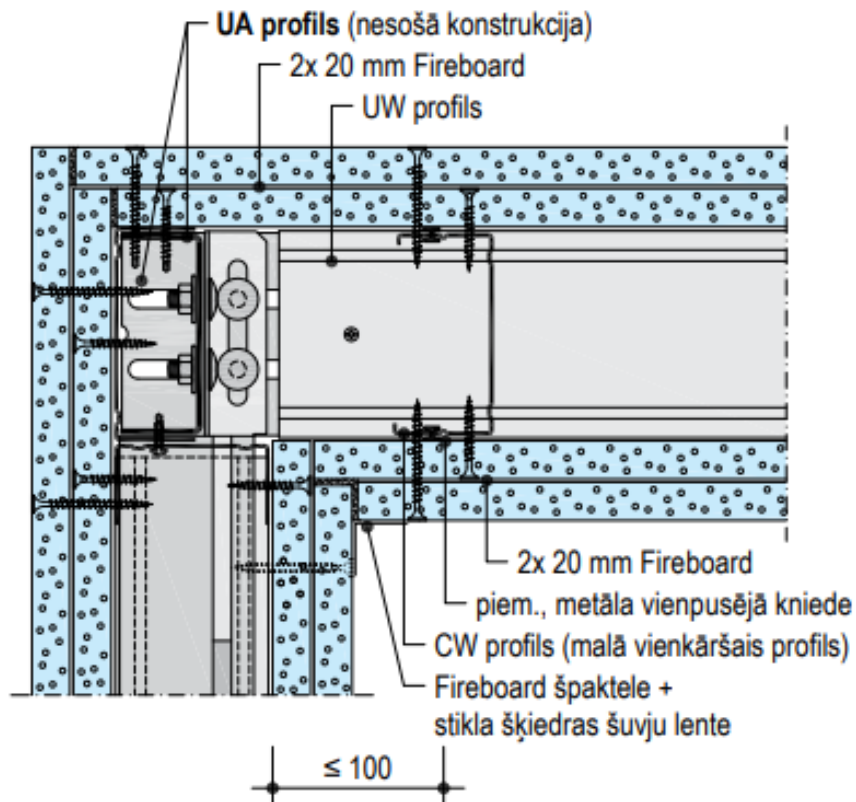 UA profils (nesošā konstrukcija)
2x 20 mm Fireboard
UW profils
2x 20 mm Fireboard
piem., metāla vienpusējā kniede
CW profils (malā vienkāršais profils)
Fireboard špaktele +
stikla šķiedras šuvju lente
≤ 100